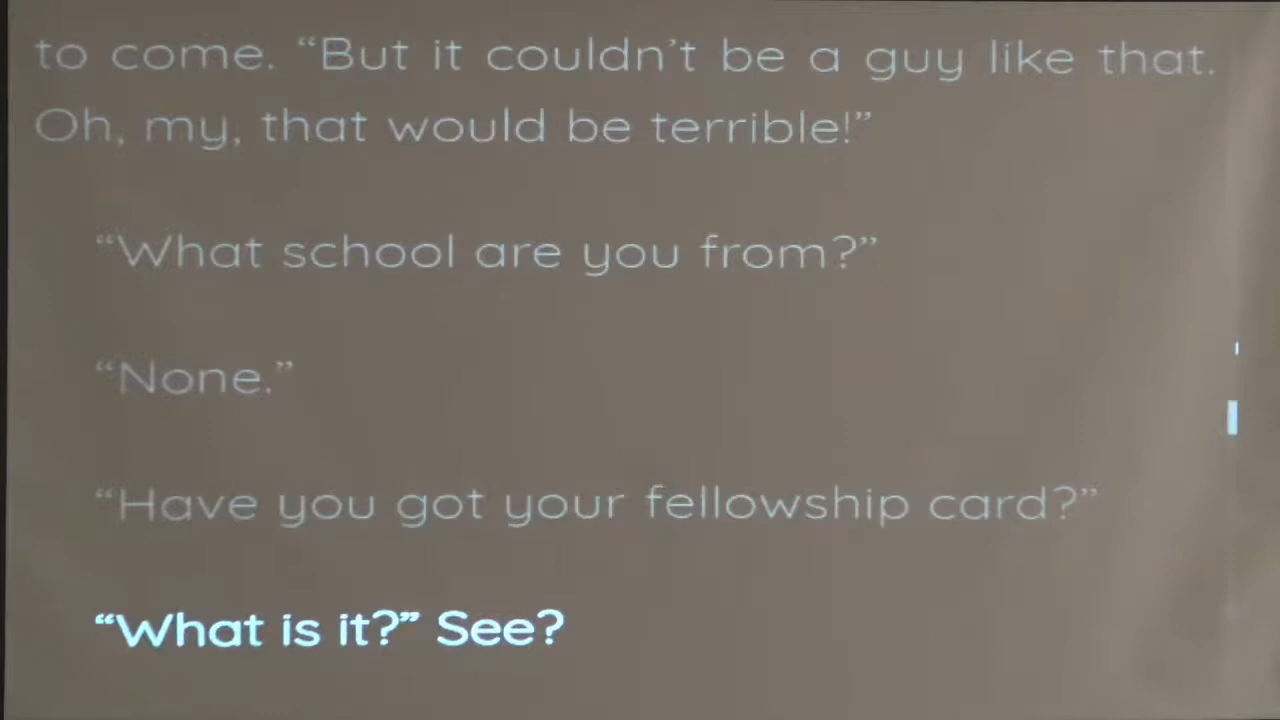 to come. “But it couldn’t be a guy like that.
Oh, my, that would be terrible!”
“What school are you from?”
“None.”
“Have you got your fellowship card?”
“What is it?” See?